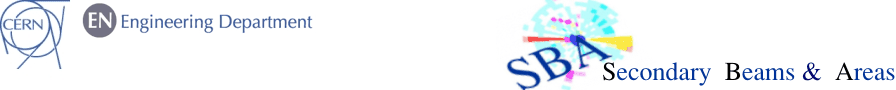 CERN
EN Engineering Department
SBA
Secondary Beams & Areas